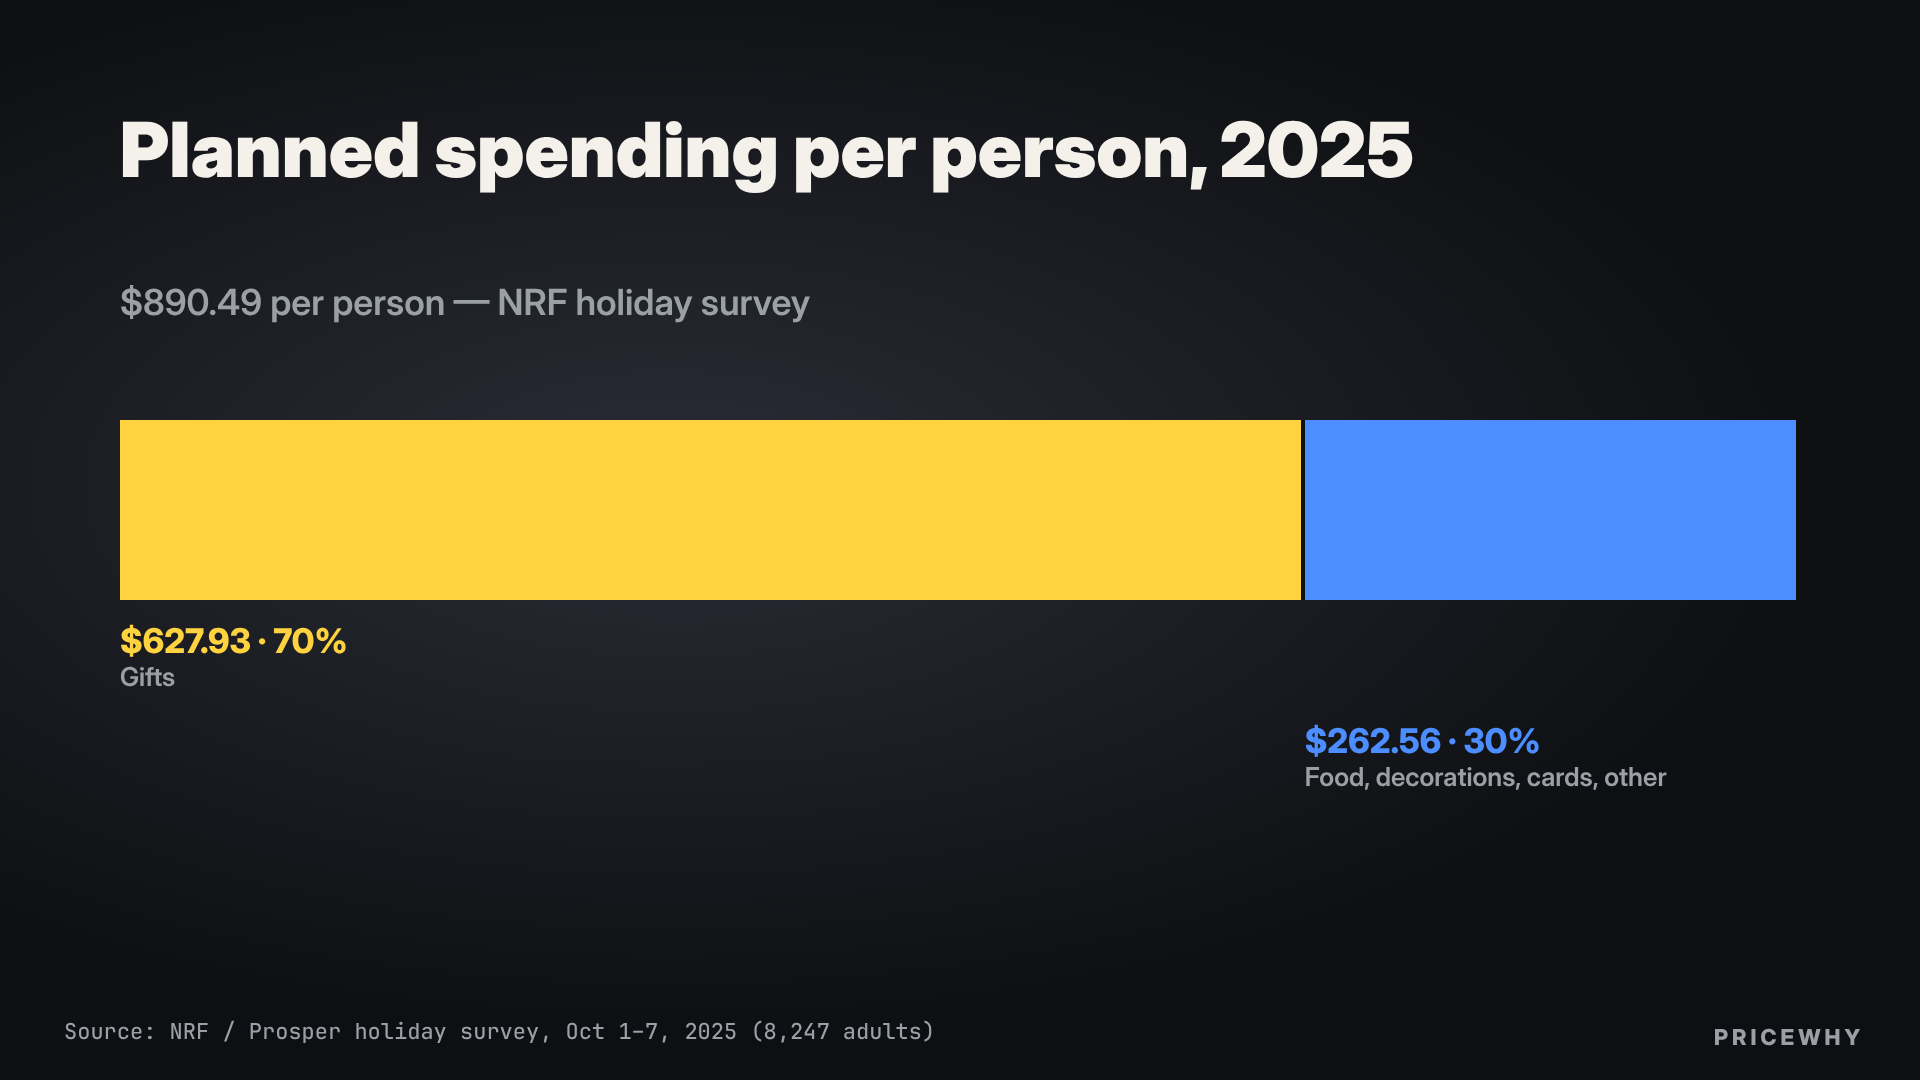 Planned spending per person, 2025
$890.49 per person — NRF holiday survey
$627.93 · 70%
Gifts
$262.56 · 30%
Food, decorations, cards, other
Source: NRF / Prosper holiday survey, Oct 1–7, 2025 (8,247 adults)
PRICEWHY